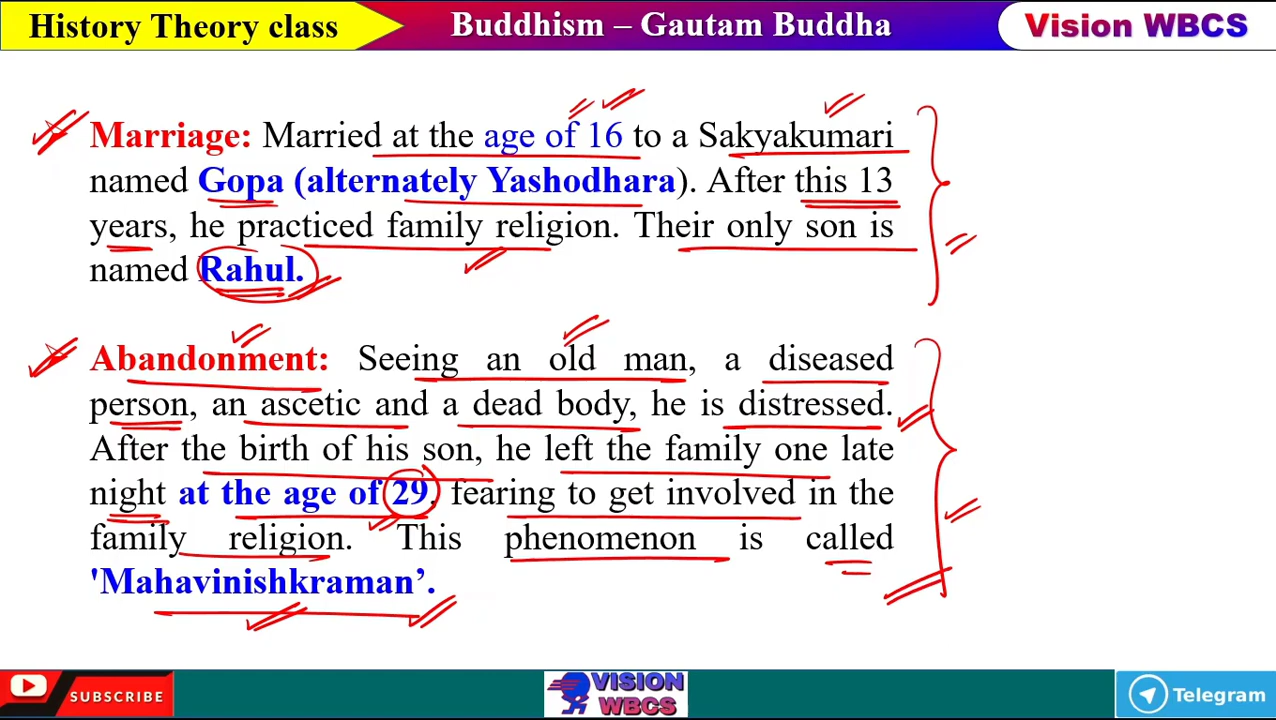 History Theory class
Buddhism – Gautam Buddha
Vision WBCS
Marriage: Married at the age of 16 to a Sakyakumari
named Gopa (alternately Yashodhara). After this 13
years, he practiced family religion. Their only son is
named Rahul.
Abandonment: Seeing an old man, a diseased
person, an ascetic and a dead body, he is distressed.
After the birth of his son, he left the family one late
night at the age of 29, fearing to get involved in the
family religion. This phenomenon is called
'Mahavinishkraman’.
SUBSCRIBE
VISION
WBCS
Telegram